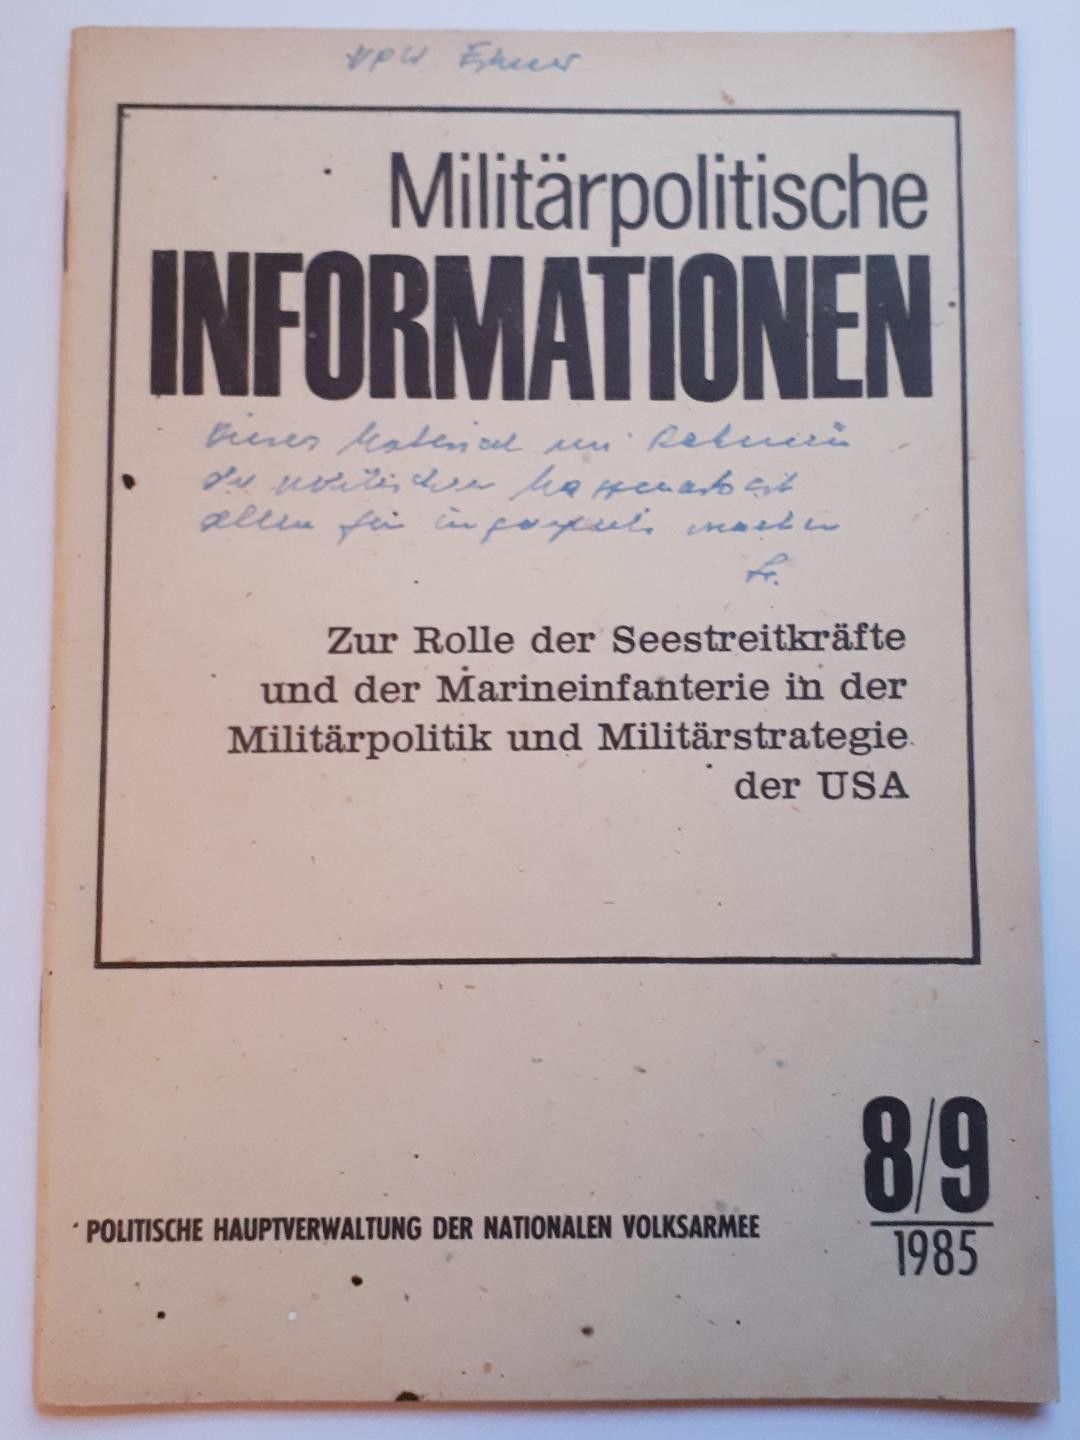 Militärpolitische
INFORMATIONEN
Dieses Material im Rahmen
der politischen Massenarbeit
allen
Zur Rolle der Seestreitkräfte
und der Marineinfanterie in der
Militärpolitik und Militärstrategie
der USA
8/9
1985
POLITISCHE HAUPTVERWALTUNG DER NATIONALEN VOLKSARMEE